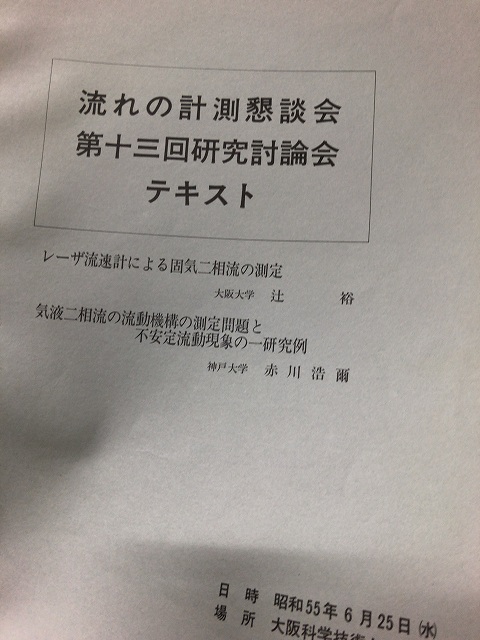 流れの計測懇談会
第十三回研究討論会
テキスト
レーザ流速計による固気二相流の測定
大阪大学 辻 裕
気液二相流の流動機構の測定問題と
不安定流動現象の一研究例
神戸大学 赤川浩爾
日時 昭和55年6月25日(水)
場所 大阪科学技術